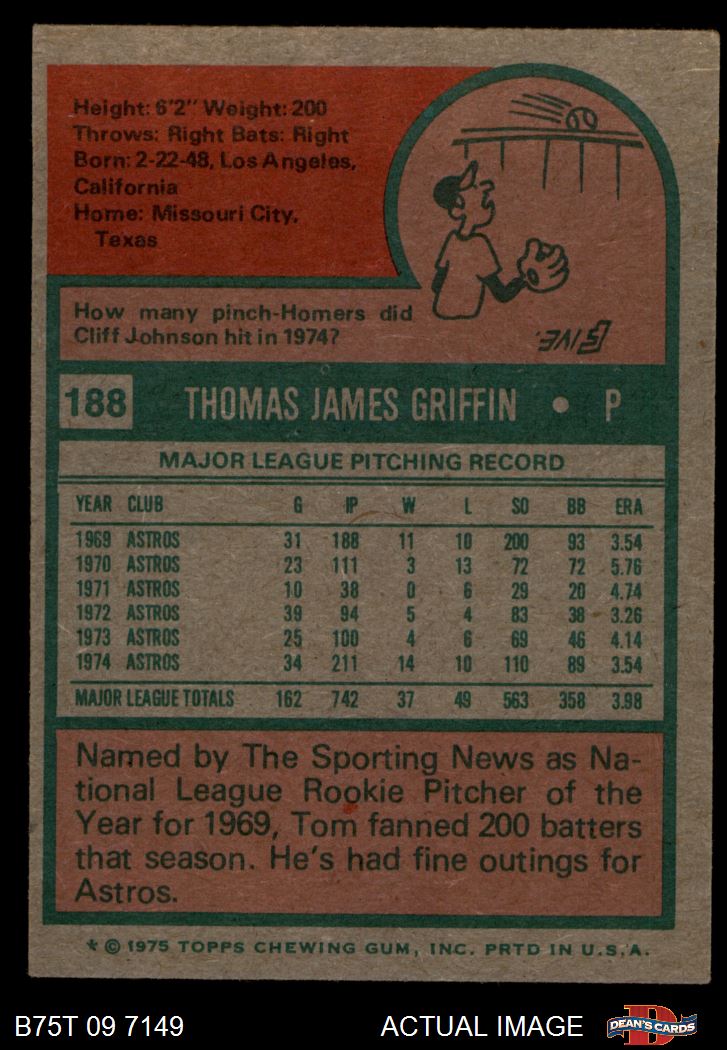 Height: 6'2" Weight: 200
Throws: Right Bats: Right
Born: 2-22-48, Los Angeles,
California
Home: Missouri City,
Texas
How many pinch-Homers did
Cliff Johnson hit in 1974?
FIVE.
188 THOMAS JAMES GRIFFIN • P
MAJOR LEAGUE PITCHING RECORD
YEAR CLUB G IP W L SO BB ERA
1969 ASTROS 31 188 11 10 200 93 3.54
1970 ASTROS 23 111 3 13 72 72 5.76
1971 ASTROS 10 38 0 6 29 20 4.74
1972 ASTROS 39 94 5 4 83 38 3.26
1973 ASTROS 25 100 4 6 69 46 4.14
1974 ASTROS 34 211 14 10 110 89 3.54
MAJOR LEAGUE TOTALS 162 742 37 49 563 358 3.98
Named by The Sporting News as Na-
tional League Rookie Pitcher of the
Year for 1969, Tom fanned 200 batters
that season. He's had fine outings for
Astros.
* © 1975 TOPPS CHEWING GUM, INC. PRTD IN U.S.A.
B75T 09 7149 ACTUAL IMAGE D DEAN'S CARDS